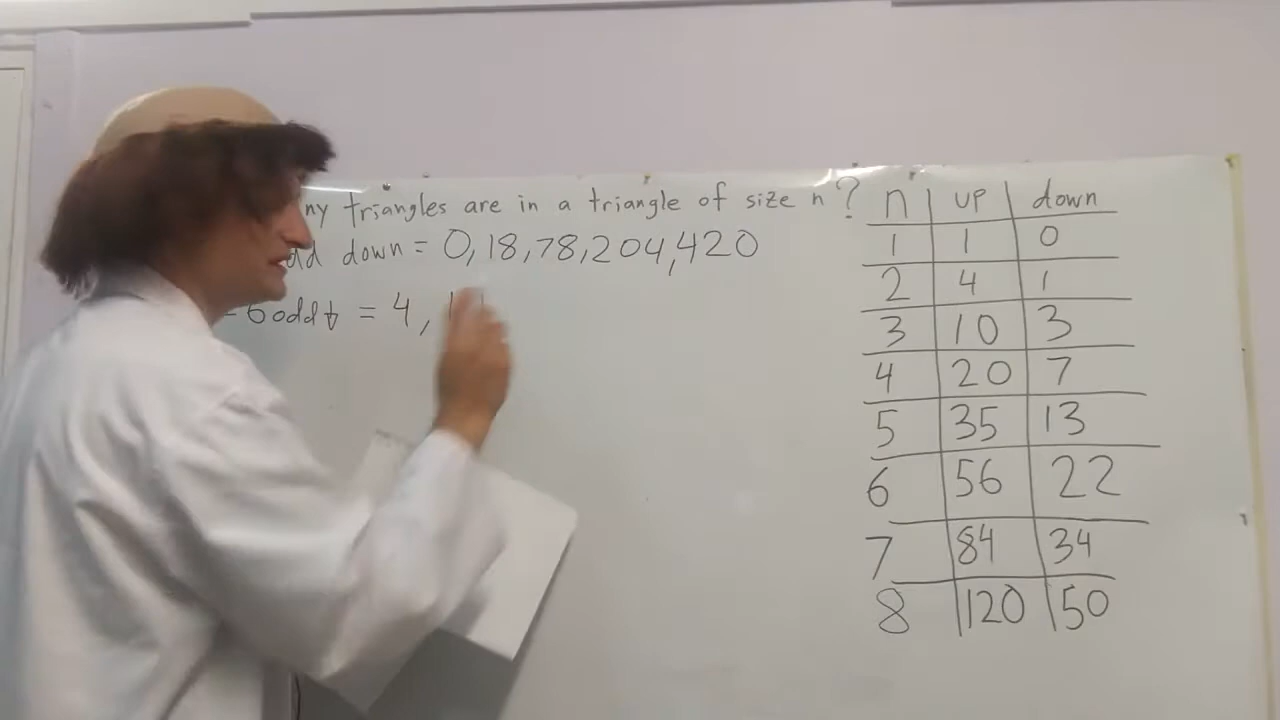 triangles are in a triangle of size n?
down = 0,18,78,204,420
6 odd = 4,
n up down
1 1 0
2 4 1
3 10 3
4 20 7
5 35 13
6 56 22
7 84 34
8 120 50